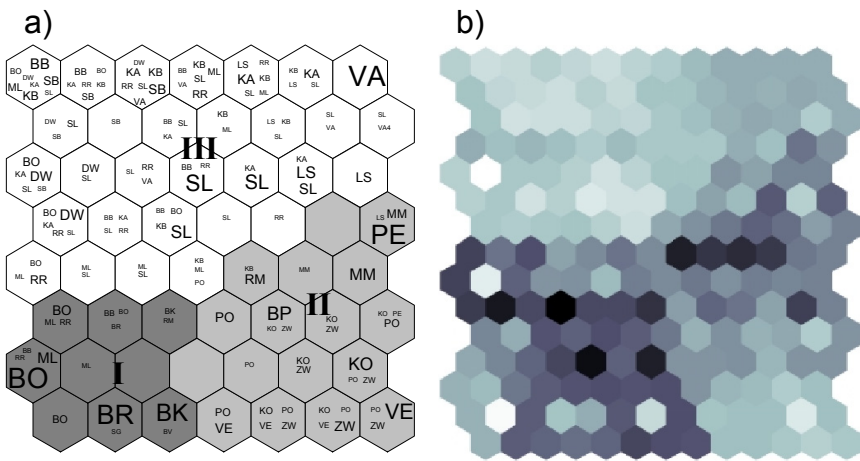 a) b)
BB BO DW KA ML SB KB SL
BB BO KA RR KB SB
DW KA KB RR SL SB VA
KB BB ML SL VA RR
LS RR KA KB SL ML
KB KA LS SL
VA
DW SL SB
SB
BB SL KA
KB ML
LS KB SL
SL VA
SL VA4
III
BO KA DW SL SB
DW SL
SL RR VA
BB RR SL
KA SL
KA LS SL
LS
BO DW KA RR SL
BB KA SL RR
BB BO KB SL
SL
RR
LS MM PE
BO ML RR
ML SL
ML SL
KB ML PO
KB RM
MM
MM
II
BO ML RR
BB BO BR
BK RM
PO
BP KO ZW
KO ZW
KO PE PO
BB RR ML BO
ML
I
PO
KO ZW
KO PO ZW
BO
BR SG
BK BV
PO VE
KO PO VE ZW
KO PO VE ZW
PO VE PO ZW